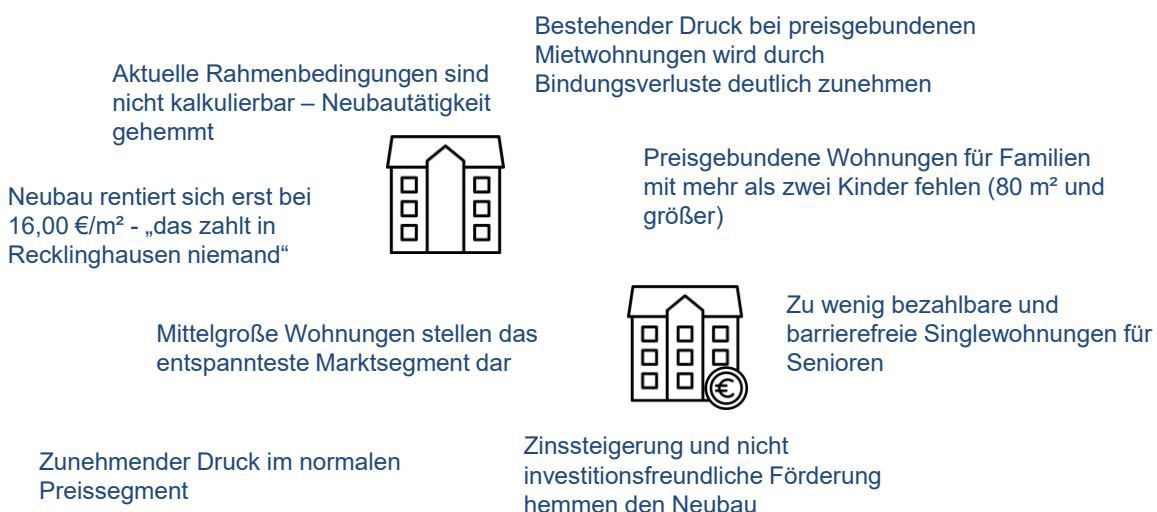 Aktuelle Rahmenbedingungen sind
nicht kalkulierbar – Neubautätigkeit
gehemmt
Neubau rentiert sich erst bei
16,00 €/m² - „das zahlt in
Recklinghausen niemand“
Mittelgroße Wohnungen stellen das
entspannteste Marktsegment dar
Zunehmender Druck im normalen
Preissegment
Bestehender Druck bei preisgebundenen
Mietwohnungen wird durch
Bindungsverluste deutlich zunehmen
Preisgebundene Wohnungen für Familien
mit mehr als zwei Kinder fehlen (80 m² und
größer)
€
Zu wenig bezahlbare und
barrierefreie Singlewohnungen für
Senioren
Zinssteigerung und nicht
investitionsfreundliche Förderung
hemmen den Neubau